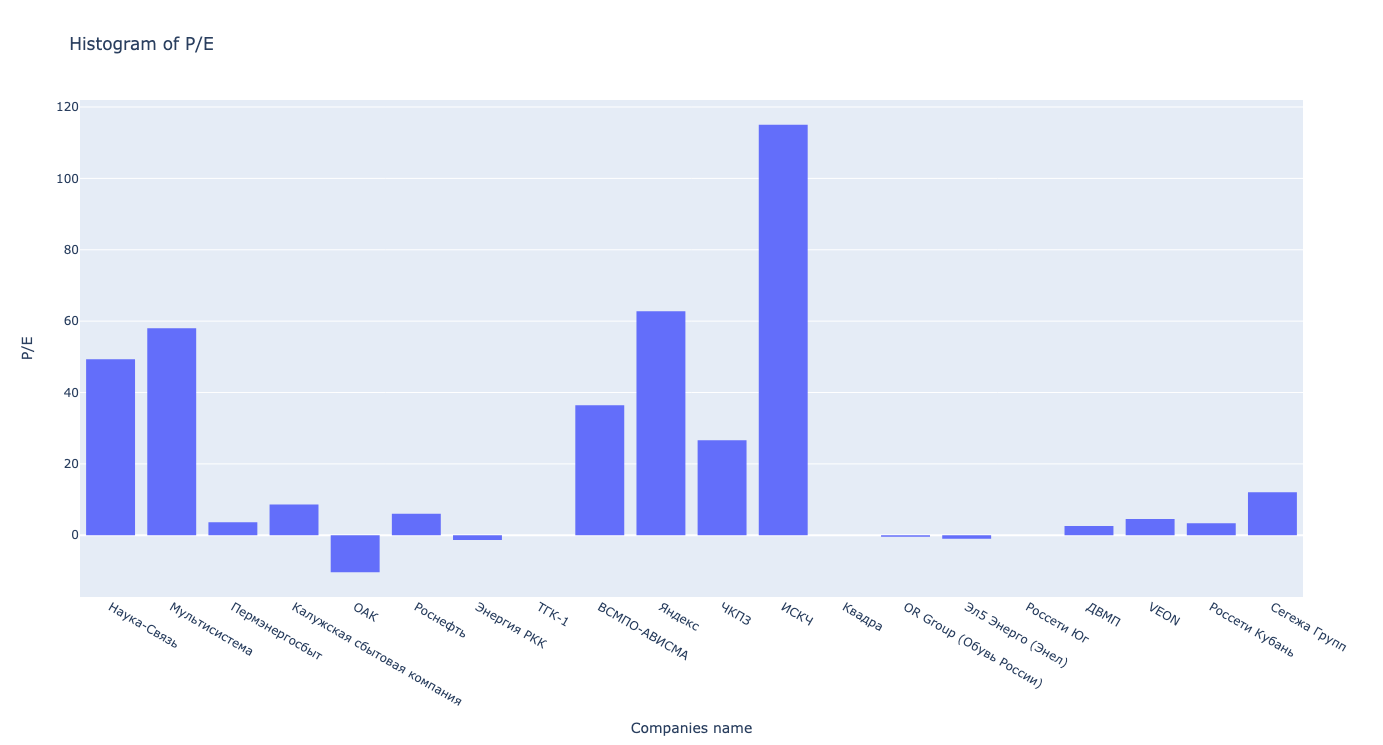 Histogram of P/E
120
100
80
60
40
20
0
P/E
Наука-Связь
Мультисистема
Пермэнергосбыт
Калужская сбытовая компания
ОАК
Роснефть
Энергия РКК
ТГК-1
ВСМПО-АВИСМА
Яндекс
ЧКПЗ
ИСКЧ
Квадра
OR Group (Обувь России)
Эл5 Энерго (Энел)
Россети Юг
ДВМП
VEON
Россети Кубань
Сегежа Групп
Companies name